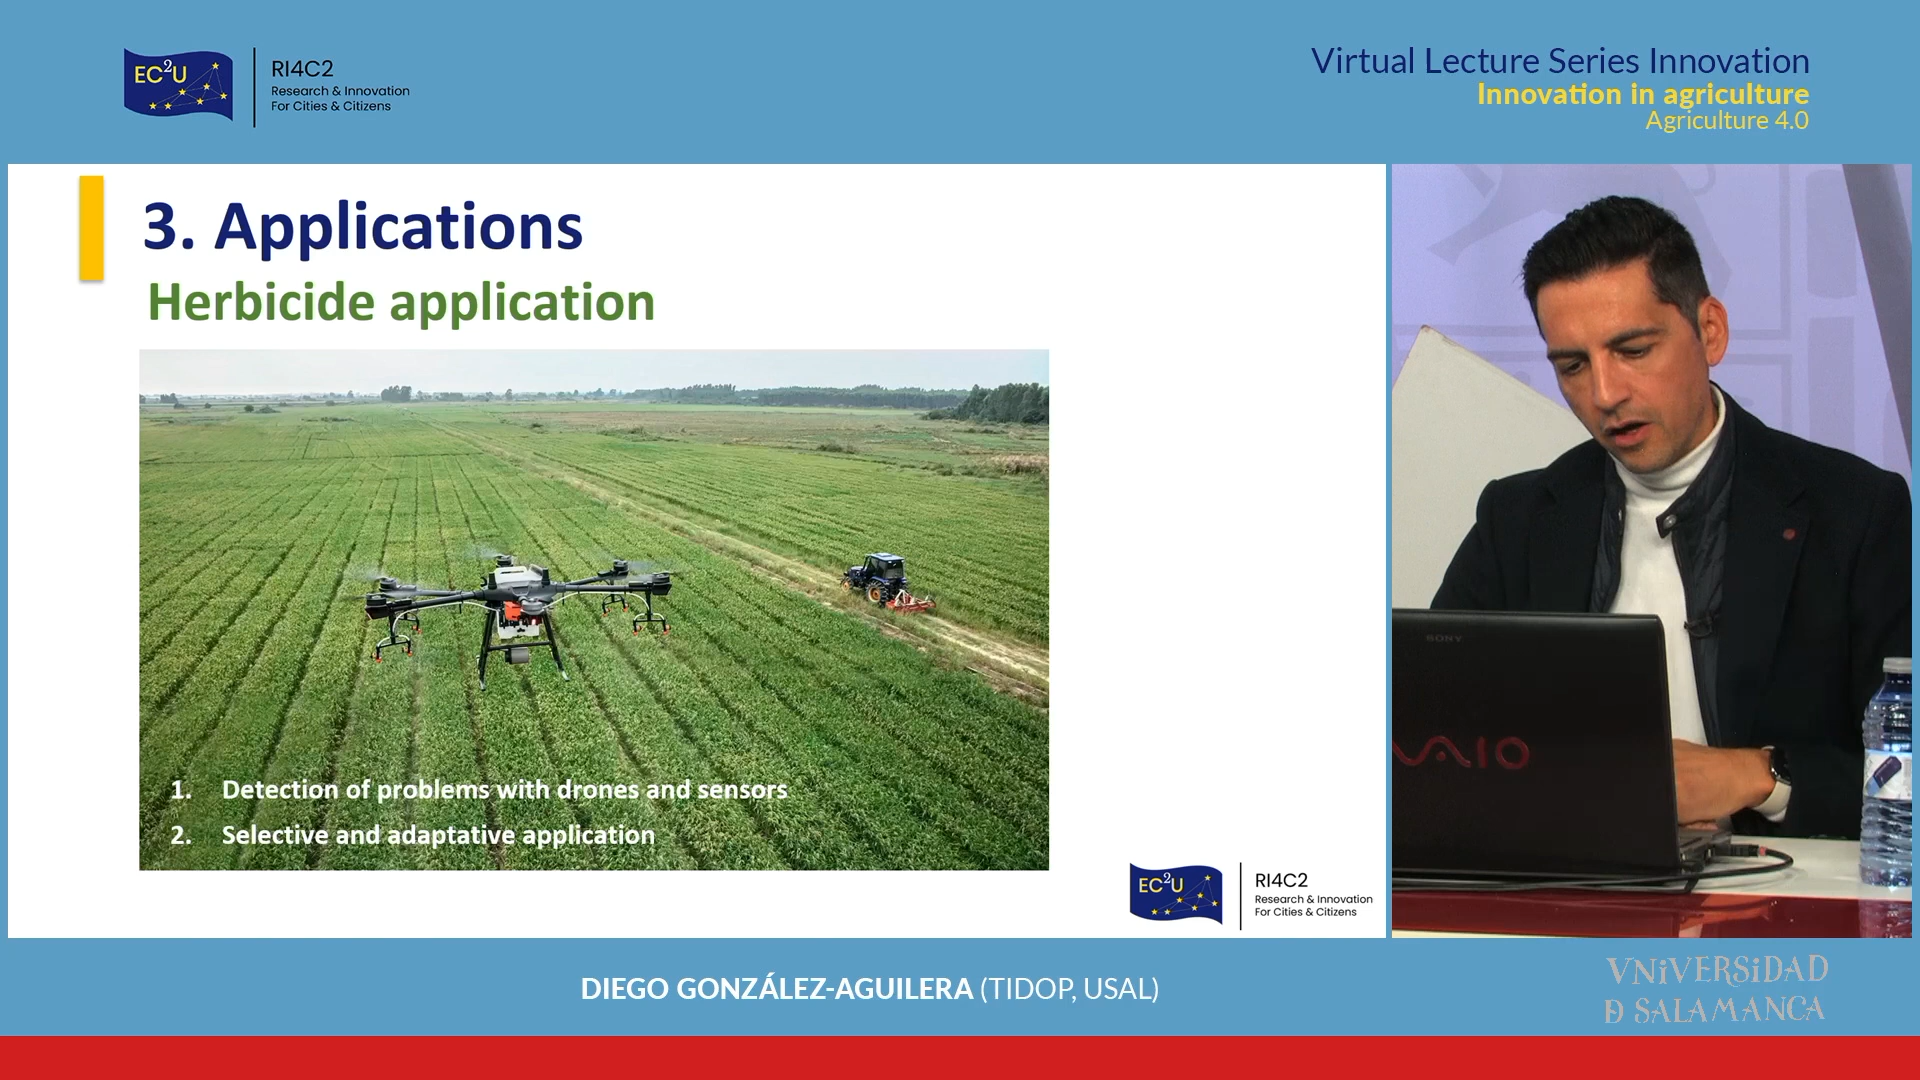 EC²U
RI4C2
Research & Innovation
For Cities & Citizens
Virtual Lecture Series Innovation
Innovation in agriculture
Agriculture 4.0
3. Applications
Herbicide application
1. Detection of problems with drones and sensors
2. Selective and adaptative application
EC²U
RI4C2
Research & Innovation
For Cities & Citizens
SONY
VAIO
DIEGO GONZÁLEZ-AGUILERA (TIDOP, USAL)
VNiVERSiDAD
Ð SALAMANCA